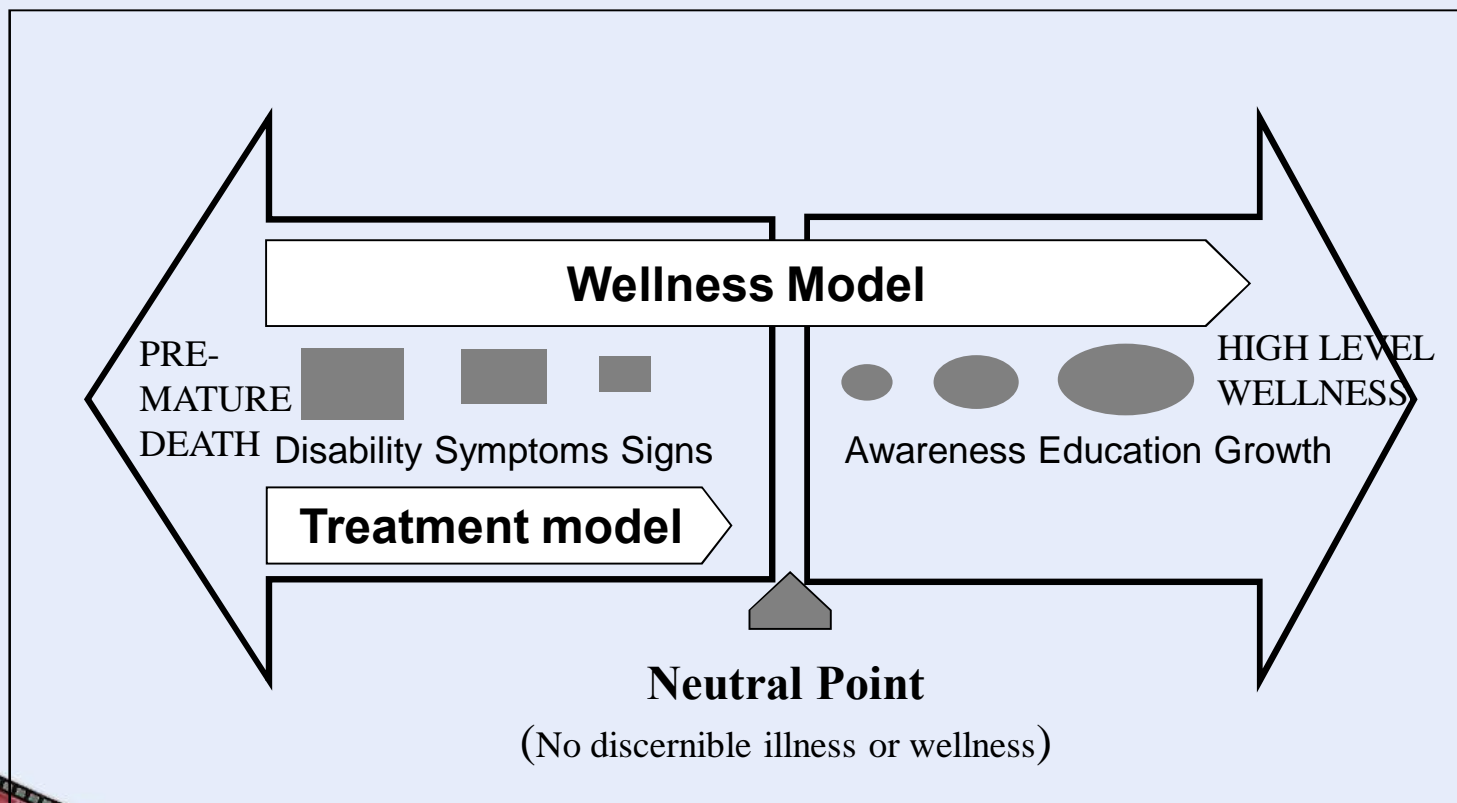 Wellness Model
PRE-
MATURE
DEATH
Disability Symptoms Signs
HIGH LEVEL
WELLNESS
Awareness Education Growth
Treatment model
Neutral Point
(No discernible illness or wellness)